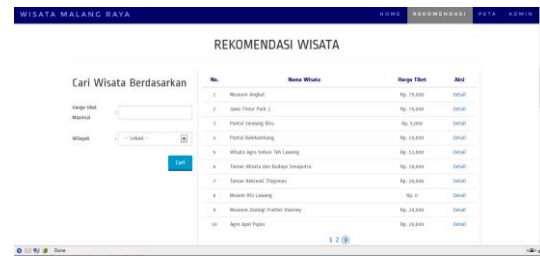 WISATA MALANG RAYA
HOME REKOMENDASI PETA ADMIN
REKOMENDASI WISATA
Cari Wisata Berdasarkan
Harga tiket Maximal :
Wilayah : -- Lokasi --
Cari
No. Nama Wisata Harga Tiket Aksi
1 Museum Angkut Rp. 75,000 Detail
2 Jawa Timur Park 2 Rp. 75,000 Detail
3 Pantai Sendang Biru Rp. 5,000 Detail
4 Pantai Balekambang Rp. 15,000 Detail
5 Wisata Agro Kebun Teh Lawang Rp. 12,000 Detail
6 Taman Wisata dan Budaya Senaputra Rp. 10,000 Detail
7 Taman Rekreasi Tlogomas Rp. 20,000 Detail
8 Museum RSJ Lawang Rp. 0 Detail
9 Museum Zoologi Frather Vianney Rp. 20,000 Detail
10 Agro Apel Pujon Rp. 20,000 Detail
1 2
Done